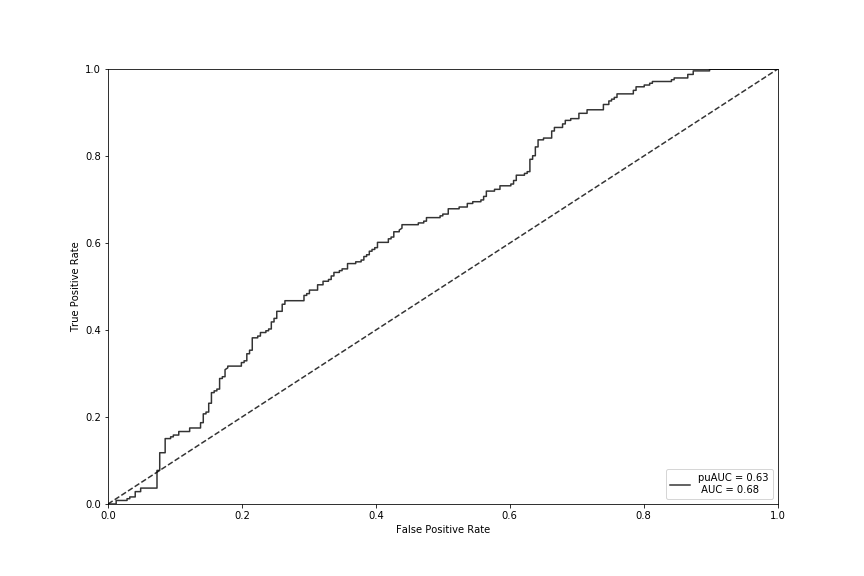 1.0
0.8
0.6
0.4
0.2
0.0
True Positive Rate
0.0 0.2 0.4 0.6 0.8 1.0
False Positive Rate
puAUC = 0.63
AUC = 0.68